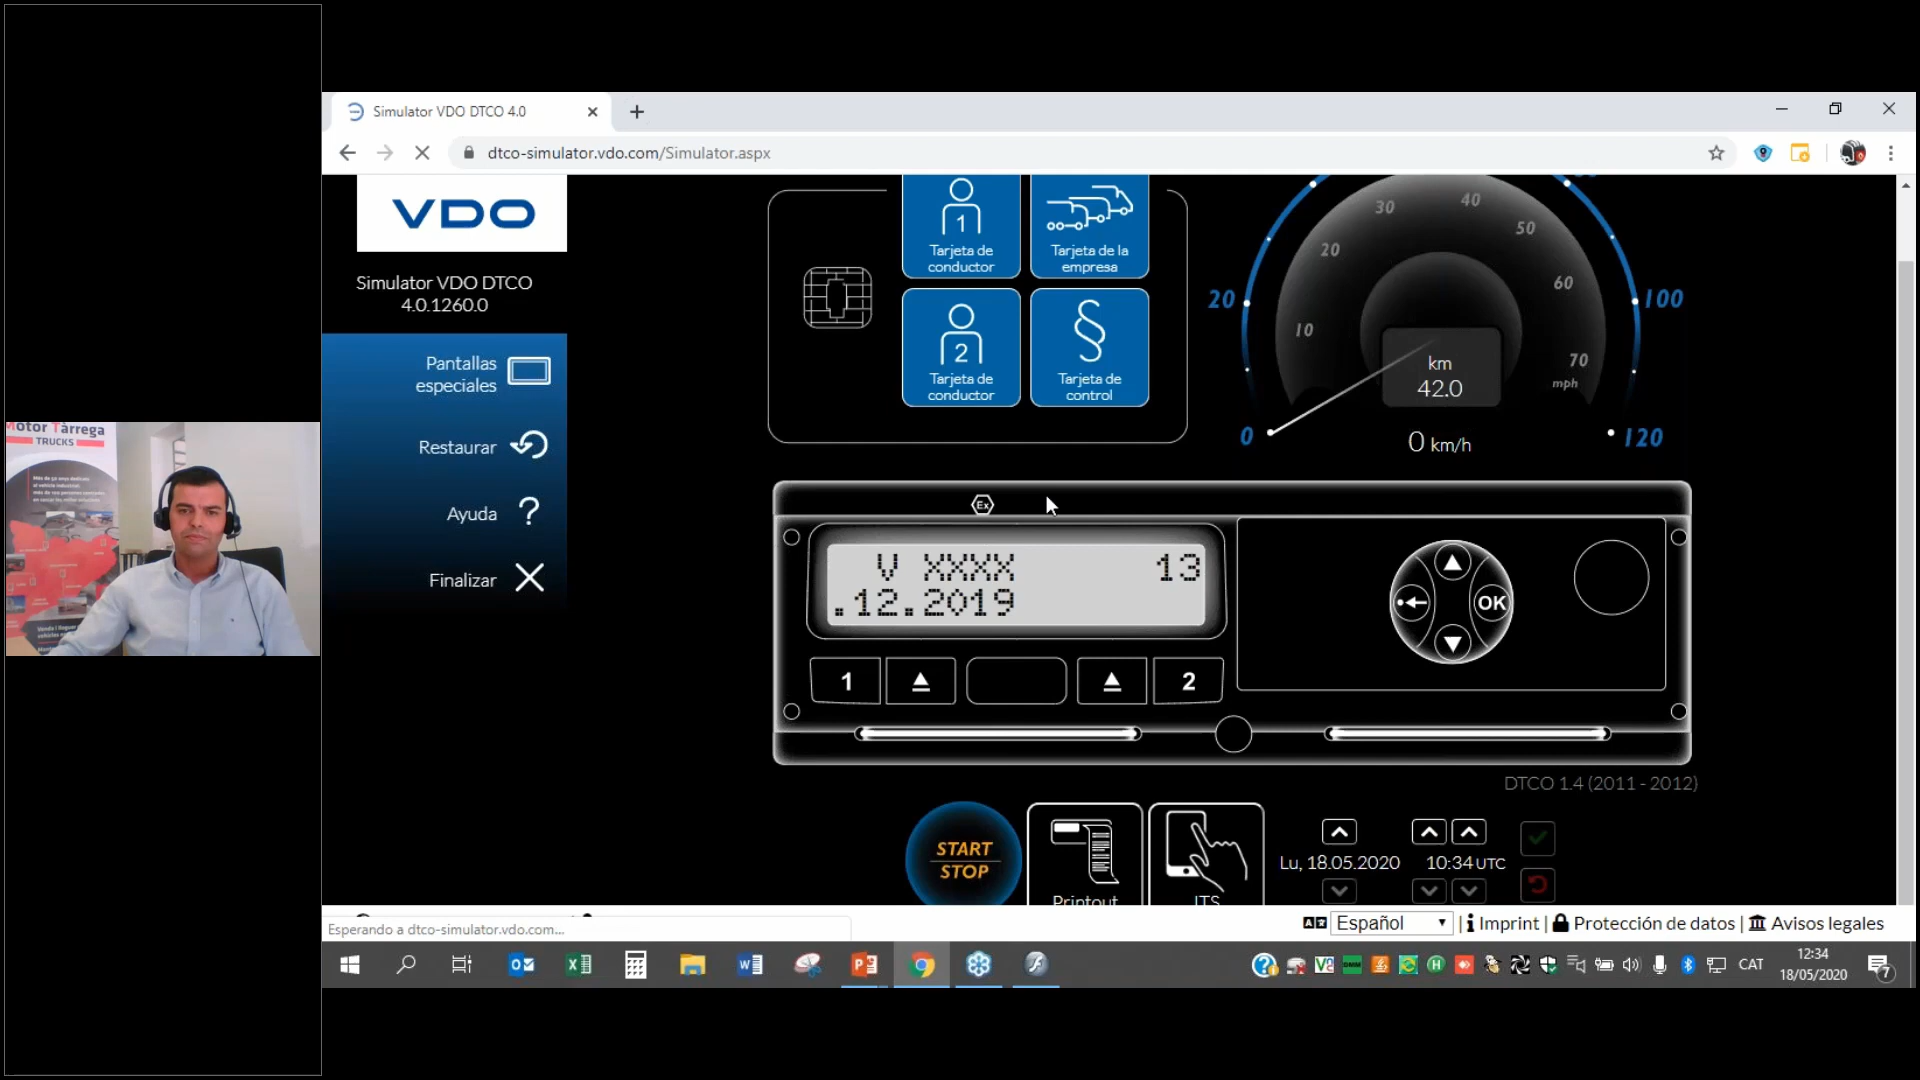 Motor Tàrrega
TRUCKS
Simulator VDO DTCO 4.0
dtco-simulator.vdo.com/Simulator.aspx
VDO
Simulator VDO DTCO
4.0.1260.0
Pantallas
especiales
Restaurar
Ayuda
?
Finalizar
1
Tarjeta de
conductor
Tarjeta de la
empresa
2
Tarjeta de
conductor
§
Tarjeta de
control
0
20
100
120
10
20
30
40
50
60
70
mph
km
42.0
0 km/h
Ex
V XXXX 13
.12.2019
1
2
OK
DTCO 1.4 (2011 - 2012)
START
STOP
Printout
ITS
Lu, 18.05.2020
10:34 UTC
Esperando a dtco-simulator.vdo.com...
Español
Imprint
Protección de datos
Avisos legales
CAT
12:34
18/05/2020
7